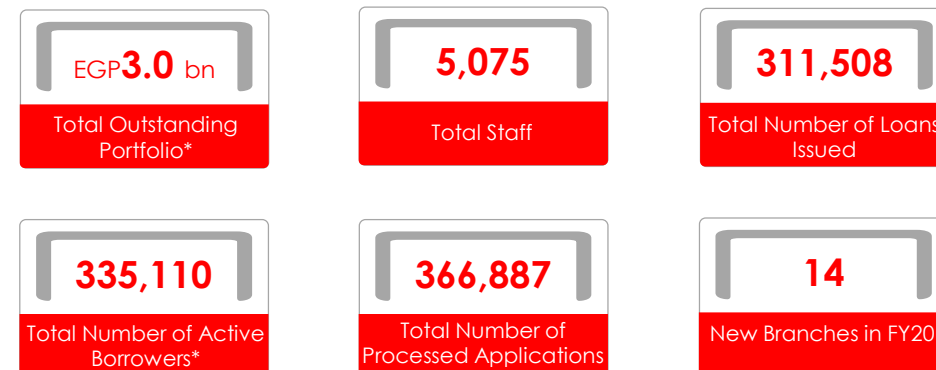 EGP3.0 bn
Total Outstanding
Portfolio*
5,075
Total Staff
311,508
Total Number of Loans
Issued
335,110
Total Number of Active
Borrowers*
366,887
Total Number of
Processed Applications
14
New Branches in FY20